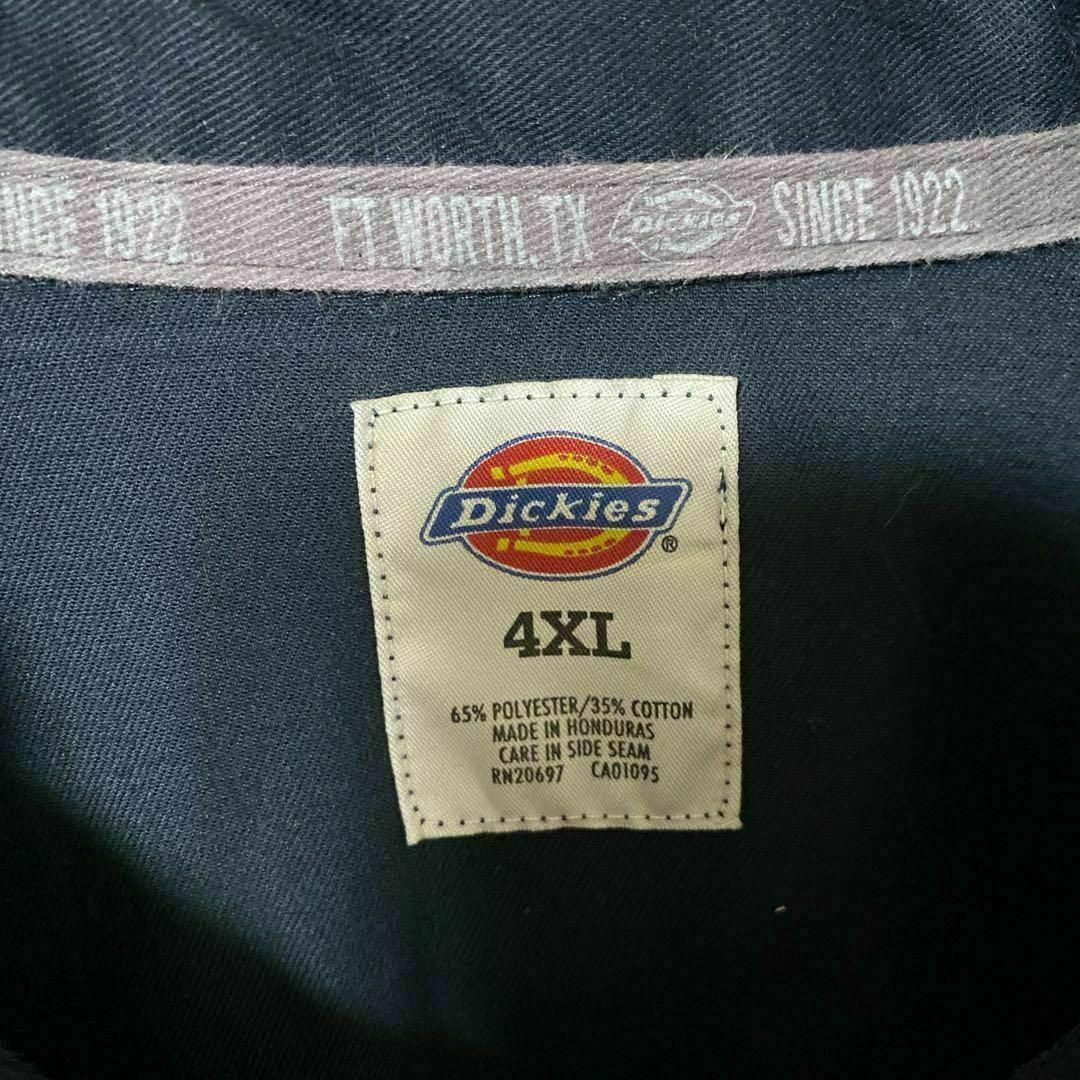 SINCE 1922. FT. WORTH, TX Dickies SINCE 1922.
Dickies®
4XL
65% POLYESTER/35% COTTON
MADE IN HONDURAS
CARE IN SIDE SEAM
RN20697 CA01095